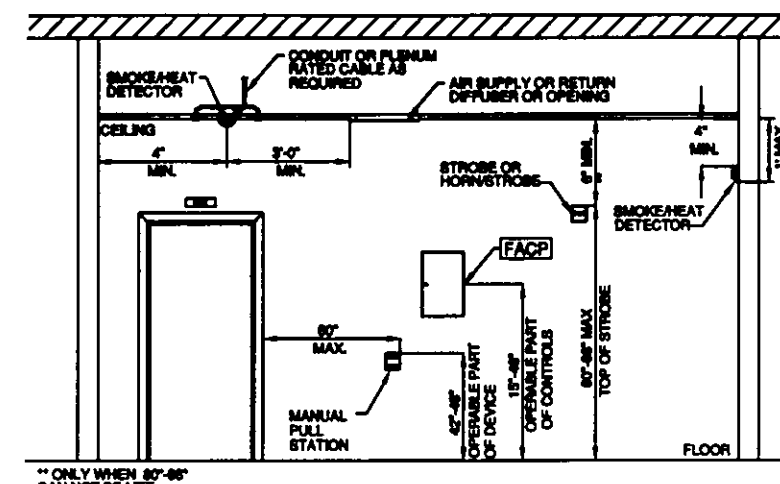 CONDUIT OR PLENUM
RATED CABLE AS
REQUIRED
SMOKE/HEAT
DETECTOR
AIR SUPPLY OR RETURN
DIFFUSER OR OPENING
CEILING
4"
MIN.
3'-0"
MIN.
6" MIN.
4"
MIN.
1' MAX
STROBE OR
HORN/STROBE
SMOKE/HEAT
DETECTOR
FACP
60"
MAX.
MANUAL
PULL
STATION
42"-48"
OPERABLE PART
OF DEVICE
15"-48"
OPERABLE PART
OF CONTROLS
MAX
TOP OF STROBE
FLOOR
** ONLY WHEN 80"-96"